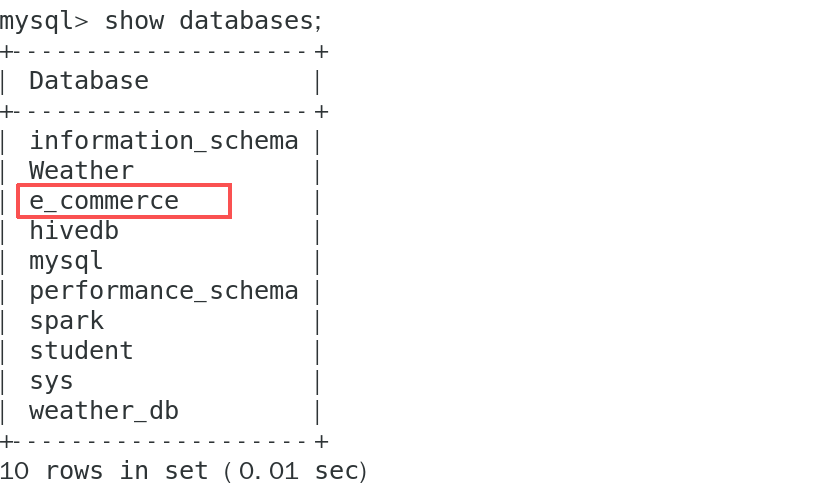 mysql> show databases;
+--------------------+
| Database           |
+--------------------+
| information_schema |
| Weather            |
| e_commerce         |
| hivedb             |
| mysql              |
| performance_schema |
| spark              |
| student            |
| sys                |
| weather_db         |
+--------------------+
10 rows in set (0.01 sec)